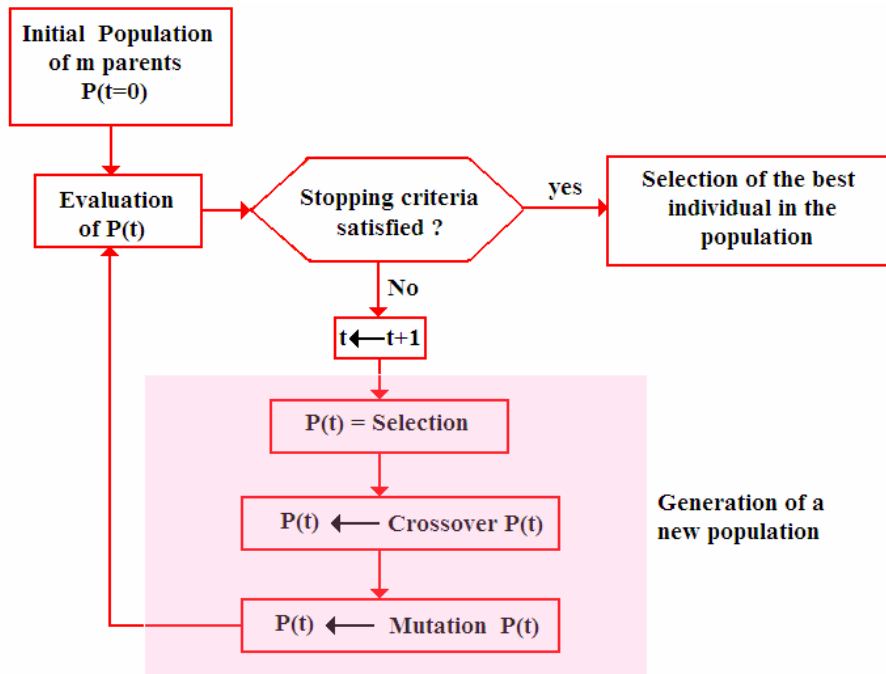 Initial Population
of m parents
P(t=0)
Evaluation
of P(t)
Stopping criteria
satisfied ?
yes
Selection of the best
individual in the
population
No
t ← t+1
P(t) = Selection
P(t) ← Crossover P(t)
Generation of a
new population
P(t) ← Mutation P(t)